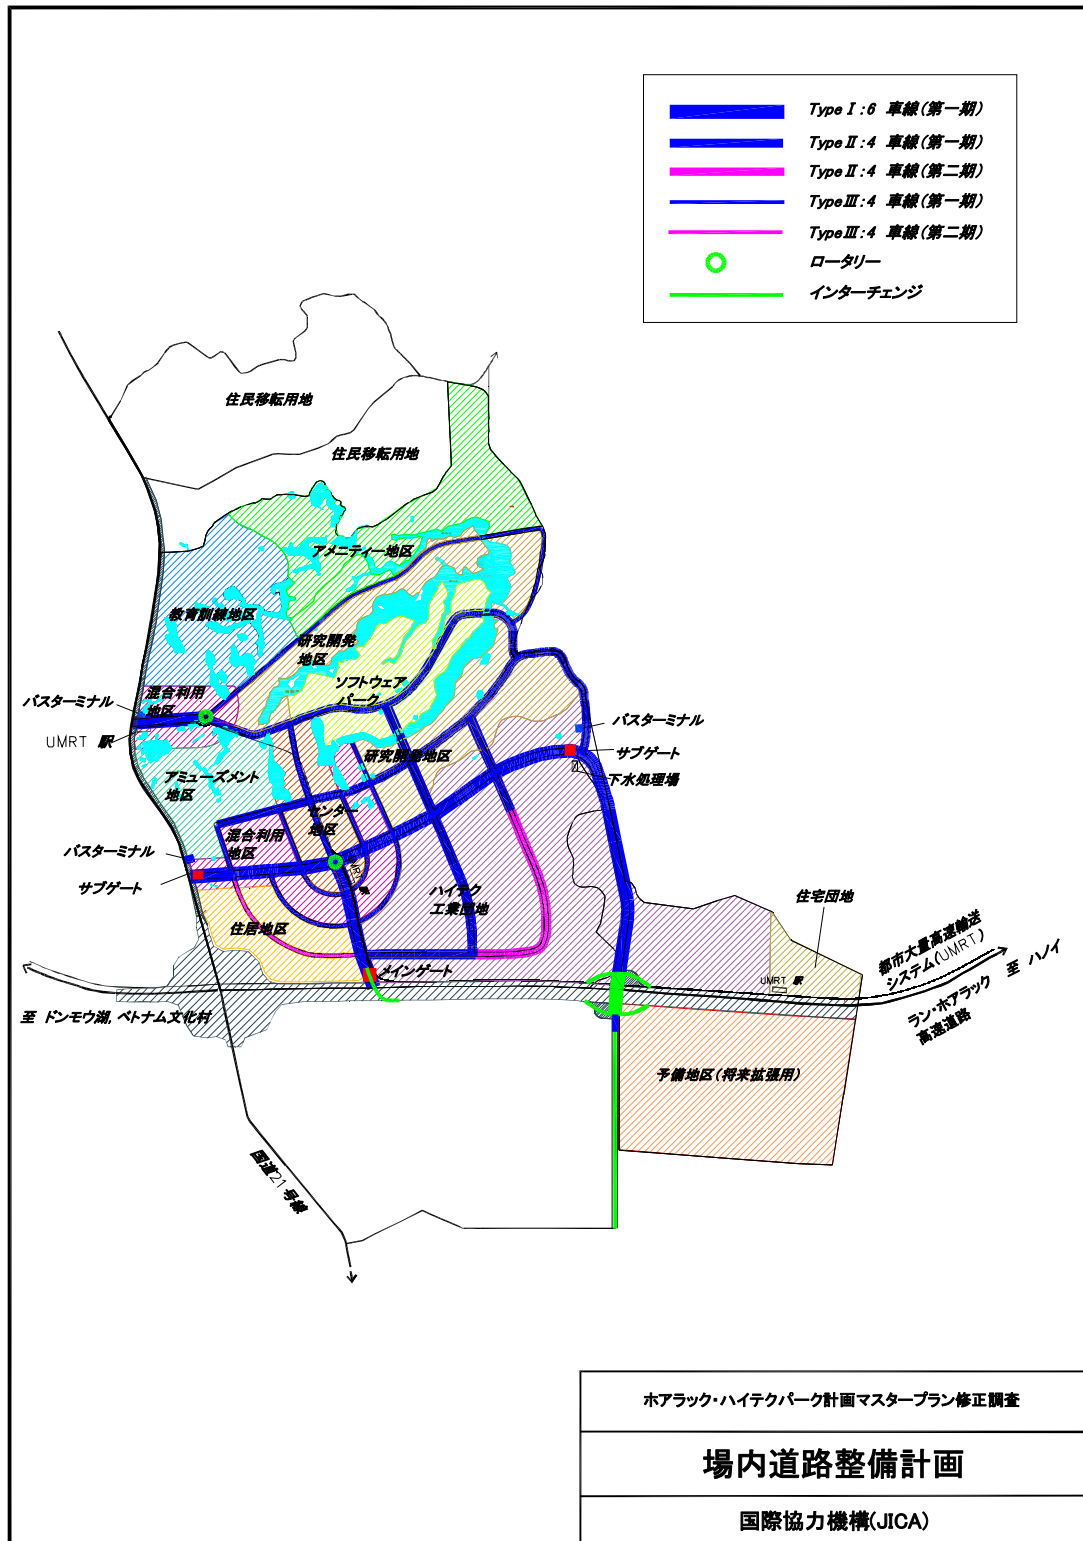 Type I : 6 車線(第一期)
Type II : 4 車線(第一期)
Type II : 4 車線(第二期)
Type III : 4 車線(第一期)
Type III : 4 車線(第二期)
ロータリー
インターチェンジ
住民移転用地
住民移転用地
アメニティー地区
教育訓練地区
研究開発
地区
ソフトウェア
パーク
混合利用
地区
バスターミナル
UMRT 駅
バスターミナル
サブゲート
研究開発地区
下水処理場
アミューズメント
地区
センター
地区
混合利用
地区
バスターミナル
サブゲート
ハイテク
工業団地
住居地区
住宅団地
メインゲート
UMRT 駅
都市大量高速輸送
システム(UMRT)
至 ハノイ
ラン・ホアラック
高速道路
至 ドンモウ湖, ベトナム文化村
予備地区(将来拡張用)
国道21号線
ホアラック・ハイテクパーク計画マスタープラン修正調査
場内道路整備計画
国際協力機構(JICA)